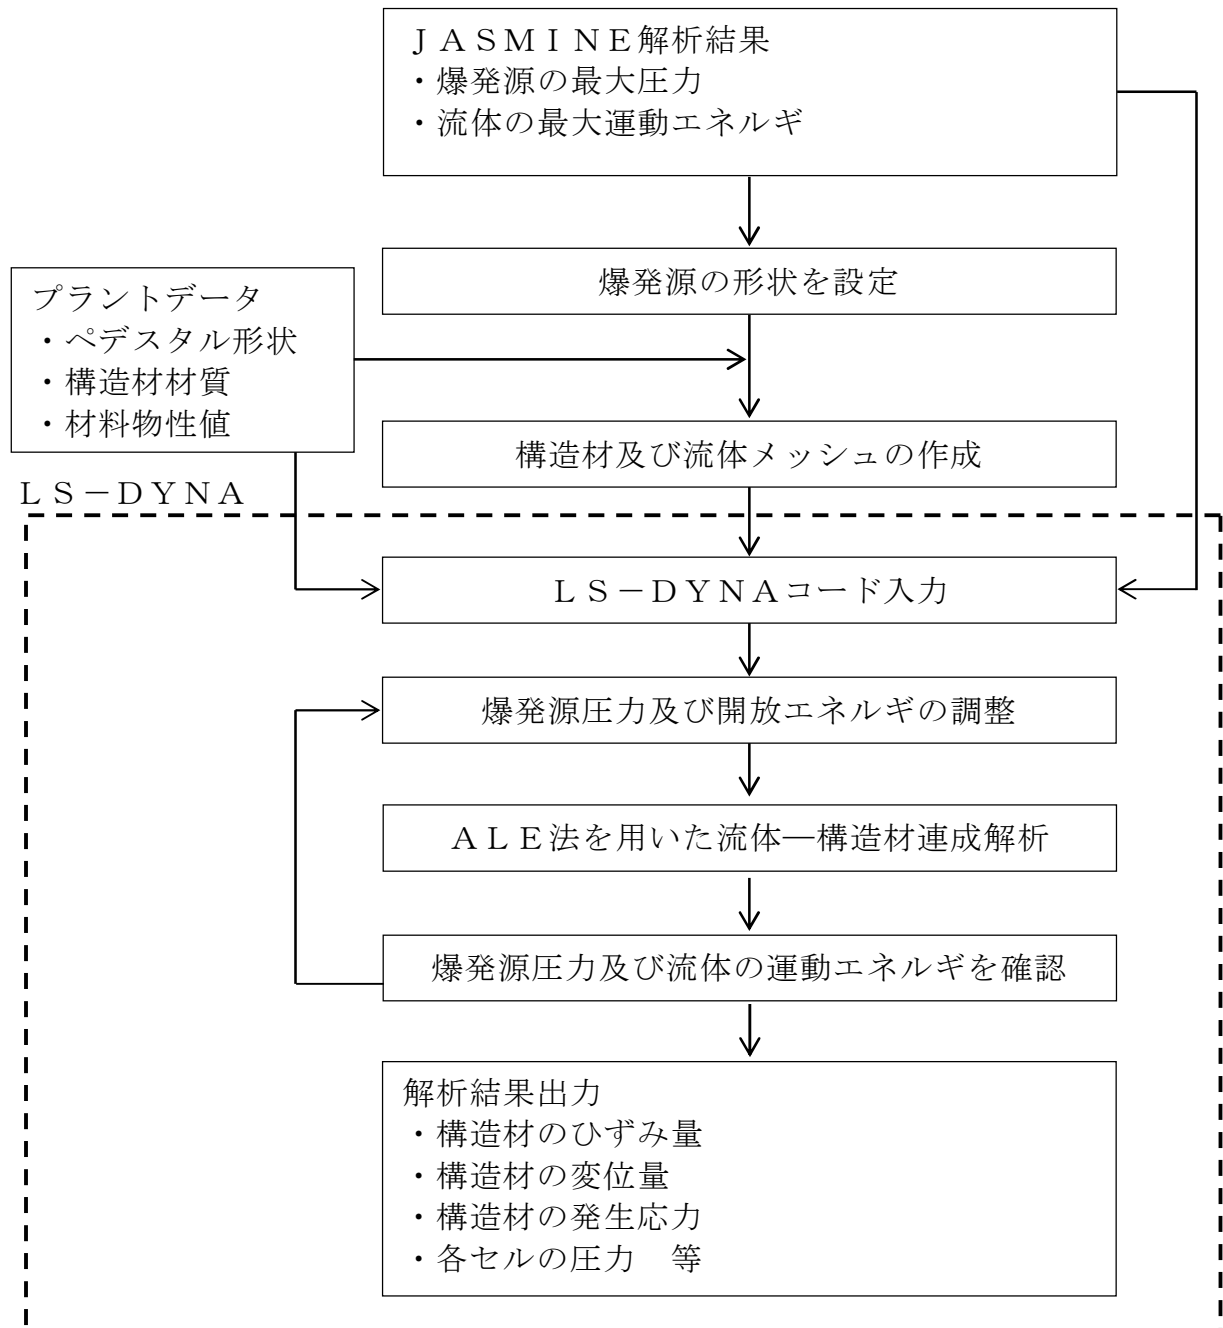 ＪＡＳＭＩＮＥ解析結果
・爆発源の最大圧力
・流体の最大運動エネルギ
爆発源の形状を設定
プラントデータ
・ペデスタル形状
・構造材材質
・材料物性値
構造材及び流体メッシュの作成
ＬＳ－ＤＹＮＡ
ＬＳ－ＤＹＮＡコード入力
爆発源圧力及び開放エネルギの調整
ＡＬＥ法を用いた流体―構造材連成解析
爆発源圧力及び流体の運動エネルギを確認
解析結果出力
・構造材のひずみ量
・構造材の変位量
・構造材の発生応力
・各セルの圧力　等